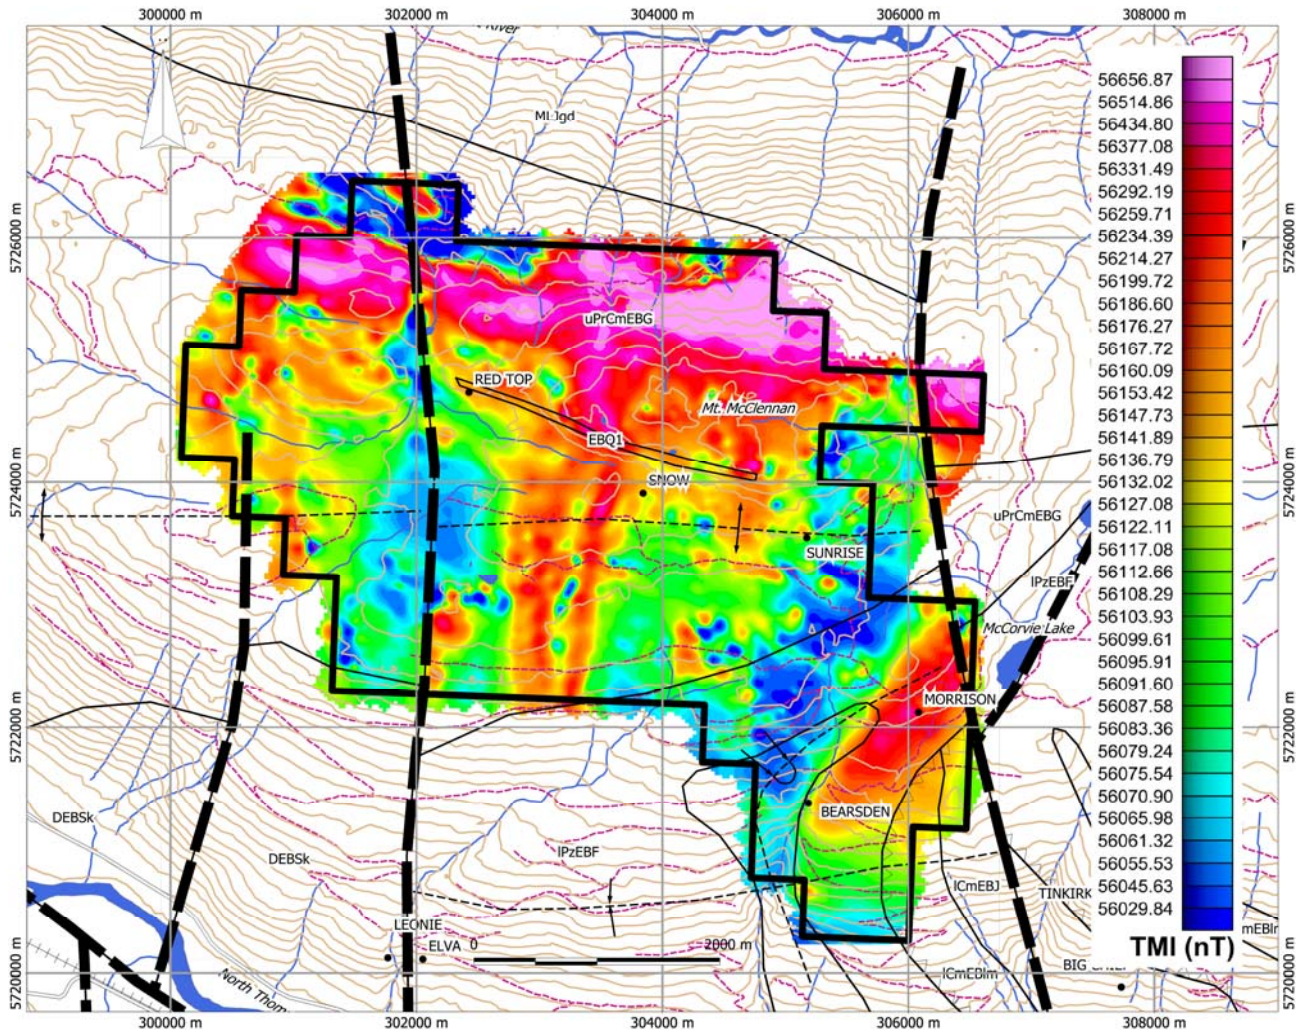 300000 m
302000 m
304000 m
306000 m
308000 m
River
MLJgd
5726000 m
5726000 m
uPrCmEBG
RED TOP
Mt. McClennan
EBQ1
SNOW
5724000 m
5724000 m
uPrCmEBG
SUNRISE
lPzEBF
McCorvie Lake
MORRISON
5722000 m
5722000 m
DEBSk
BEARSDEN
DEBSk
lPzEBF
lCmEBJ
TINKIRK
LEONIE
ELVA
0
2000 m
mEBlm
lCmEBlm
BIG CHIEF
5720000 m
5720000 m
North Thom
300000 m
302000 m
304000 m
306000 m
308000 m
56656.87
56514.86
56434.80
56377.08
56331.49
56292.19
56259.71
56234.39
56214.27
56199.72
56186.60
56176.27
56167.72
56160.09
56153.42
56147.73
56141.89
56136.79
56132.02
56127.08
56122.11
56117.08
56112.66
56108.29
56103.93
56099.61
56095.91
56091.60
56087.58
56083.36
56079.24
56075.54
56070.90
56065.98
56061.32
56055.53
56045.63
56029.84
TMI (nT)